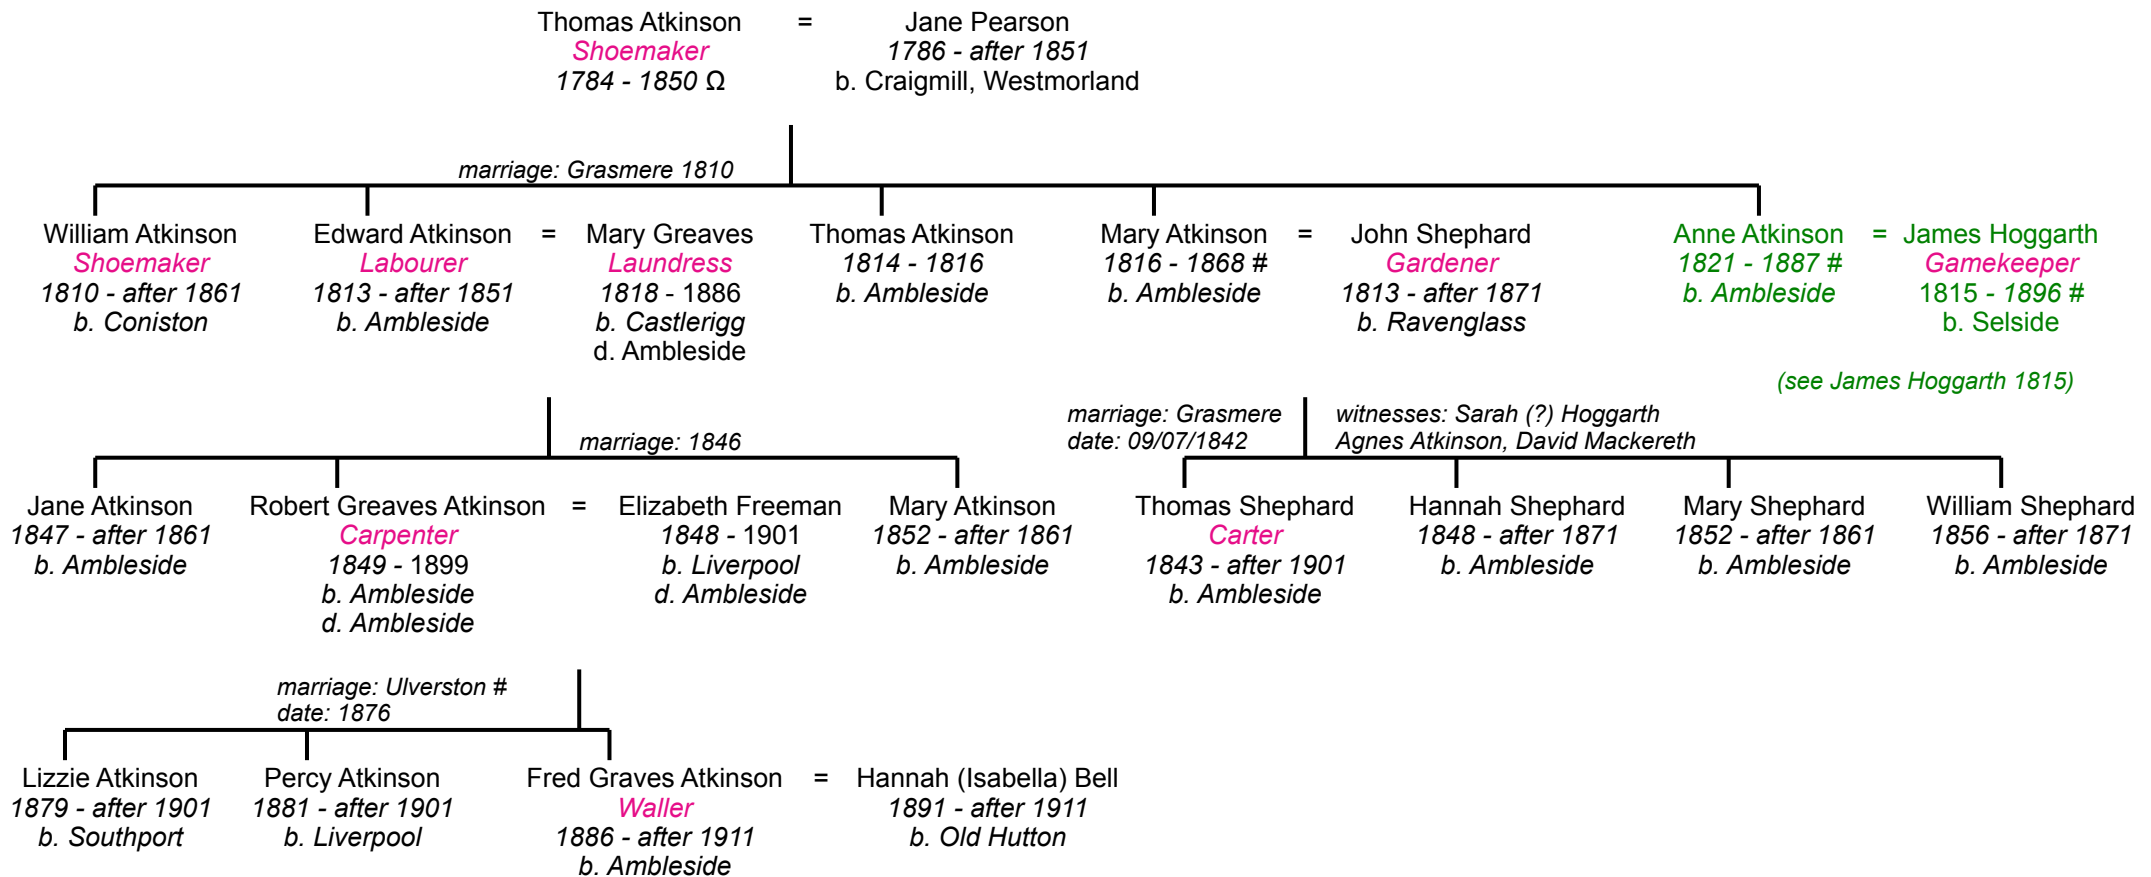 Thomas Atkinson = Jane Pearson
Shoemaker 1786 - after 1851
1784 - 1850 Ω b. Craigmill, Westmorland
marriage: Grasmere 1810
William Atkinson Edward Atkinson = Mary Greaves Thomas Atkinson Mary Atkinson = John Shephard Anne Atkinson = James Hoggarth
Shoemaker Labourer Laundress 1814 - 1816 1816 - 1868 # Gardener 1821 - 1887 # Gamekeeper
1810 - after 1861 1813 - after 1851 1818 - 1886 b. Ambleside b. Ambleside 1813 - after 1871 b. Ambleside 1815 - 1896 #
b. Coniston b. Ambleside b. Castlerigg b. Ravenglass b. Selside
d. Ambleside
(see James Hoggarth 1815)
marriage: Grasmere witnesses: Sarah (?) Hoggarth
marriage: 1846 date: 09/07/1842 Agnes Atkinson, David Mackereth
Jane Atkinson Robert Greaves Atkinson = Elizabeth Freeman Mary Atkinson Thomas Shephard Hannah Shephard Mary Shephard William Shephard
1847 - after 1861 Carpenter 1848 - 1901 1852 - after 1861 Carter 1848 - after 1871 1852 - after 1861 1856 - after 1871
b. Ambleside 1849 - 1899 b. Liverpool b. Ambleside 1843 - after 1901 b. Ambleside b. Ambleside b. Ambleside
b. Ambleside d. Ambleside b. Ambleside
d. Ambleside
marriage: Ulverston #
date: 1876
Lizzie Atkinson Percy Atkinson Fred Graves Atkinson = Hannah (Isabella) Bell
1879 - after 1901 1881 - after 1901 Waller 1891 - after 1911
b. Southport b. Liverpool 1886 - after 1911 b. Old Hutton
b. Ambleside